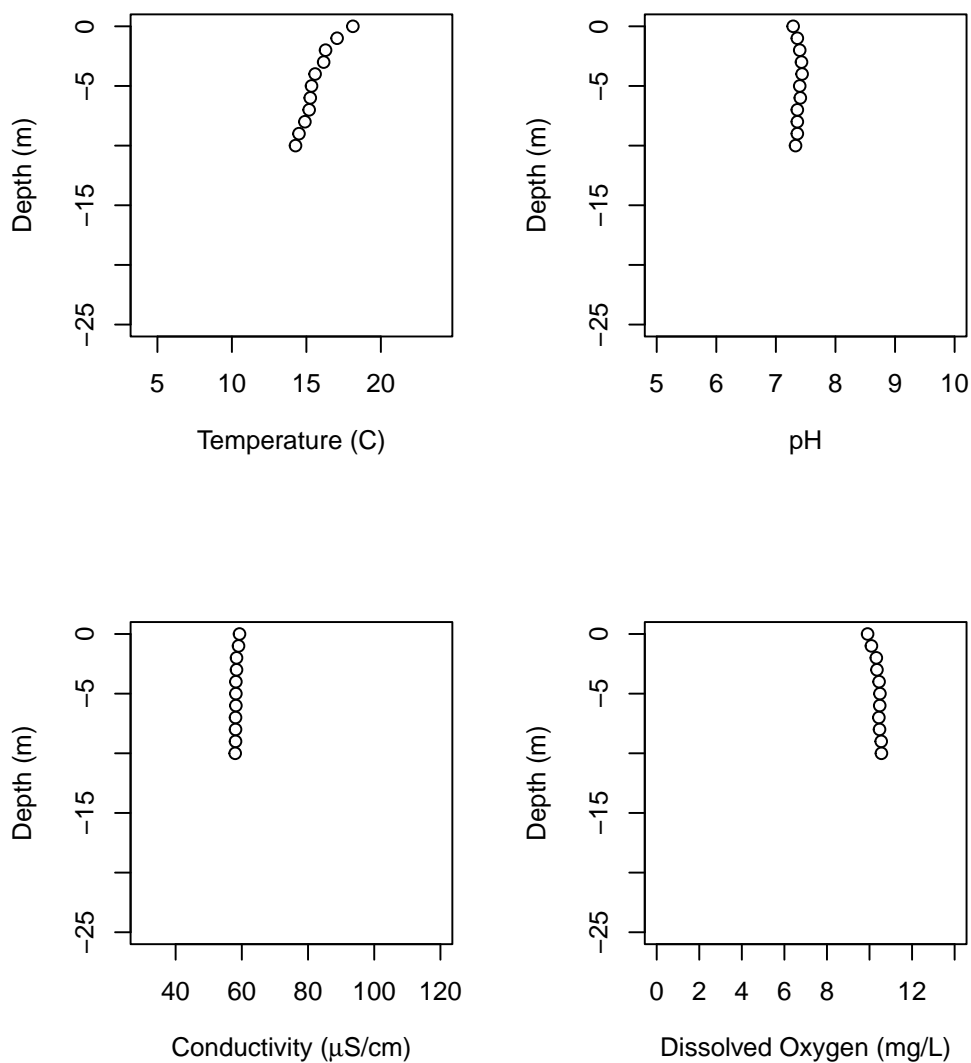 0
−5
−15
−25
Depth (m)
5 10 15 20
Temperature (C)
0
−5
−15
−25
Depth (m)
5 6 7 8 9 10
pH
0
−5
−15
−25
Depth (m)
40 60 80 100 120
Conductivity (μS/cm)
0
−5
−15
−25
Depth (m)
0 2 4 6 8 12
Dissolved Oxygen (mg/L)